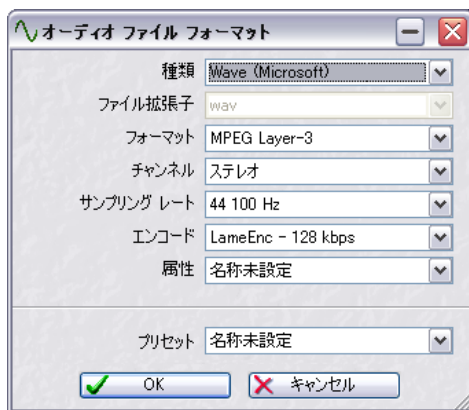 オーディオ ファイル フォーマット
種類 Wave (Microsoft)
ファイル拡張子 wav
フォーマット MPEG Layer-3
チャンネル ステレオ
サンプリング レート 44 100 Hz
エンコード LameEnc - 128 kbps
属性 名称未設定
プリセット 名称未設定
OK キャンセル